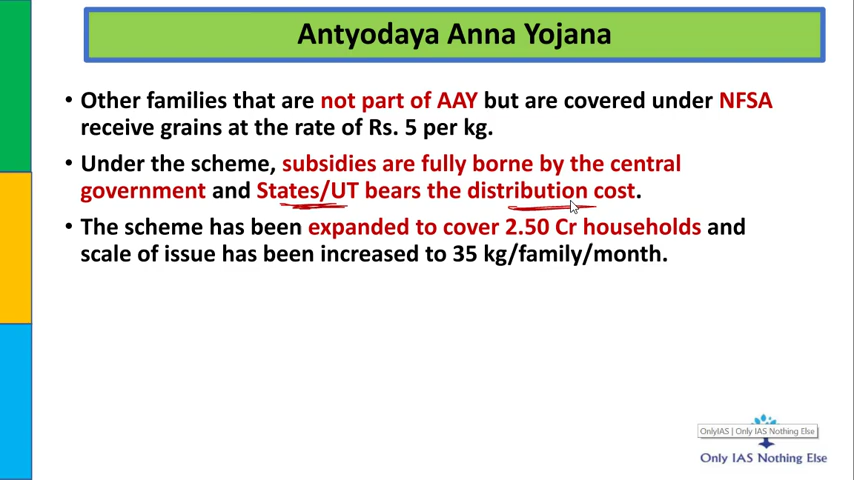 Antyodaya Anna Yojana
• Other families that are not part of AAY but are covered under NFSA
receive grains at the rate of Rs. 5 per kg.
• Under the scheme, subsidies are fully borne by the central
government and States/UT bears the distribution cost.
• The scheme has been expanded to cover 2.50 Cr households and
scale of issue has been increased to 35 kg/family/month.
OnlyIAS | Only IAS Nothing Else
Only IAS Nothing Else